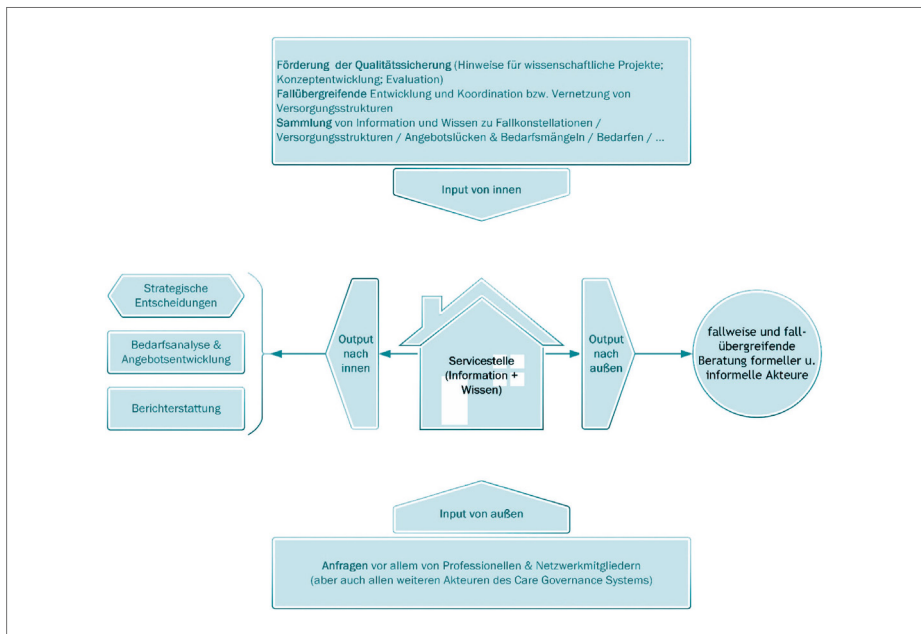 Förderung der Qualitätssicherung (Hinweise für wissenschaftliche Projekte;
Konzeptentwicklung; Evaluation)
Fallübergreifende Entwicklung und Koordination bzw. Vernetzung von
Versorgungsstrukturen
Sammlung von Information und Wissen zu Fallkonstellationen /
Versorgungsstrukturen / Angebotslücken & Bedarfsmängeln / Bedarfen / ...
Input von innen
Strategische
Entscheidungen
Bedarfsanalyse &
Angebotsentwicklung
Berichterstattung
Output
nach
innen
Servicestelle
(Information +
Wissen)
Output
nach
außen
fallweise und fall-
übergreifende
Beratung formeller u.
informelle Akteure
Input von außen
Anfragen vor allem von Professionellen & Netzwerkmitgliedern
(aber auch allen weiteren Akteuren des Care Governance Systems)